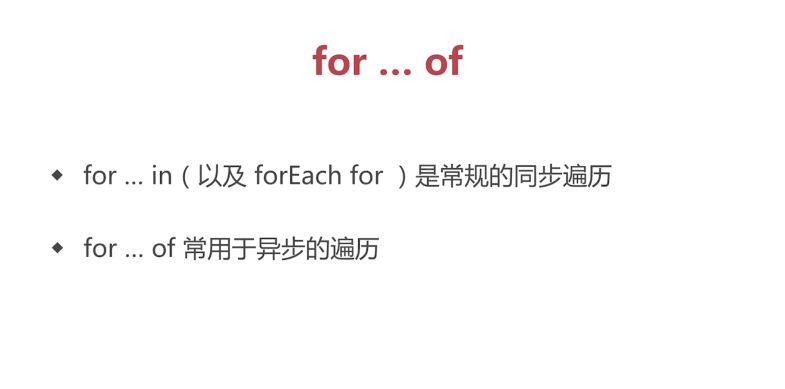 for ... of
for ... in（以及 forEach for ）是常规的同步遍历
for ... of 常用于异步的遍历